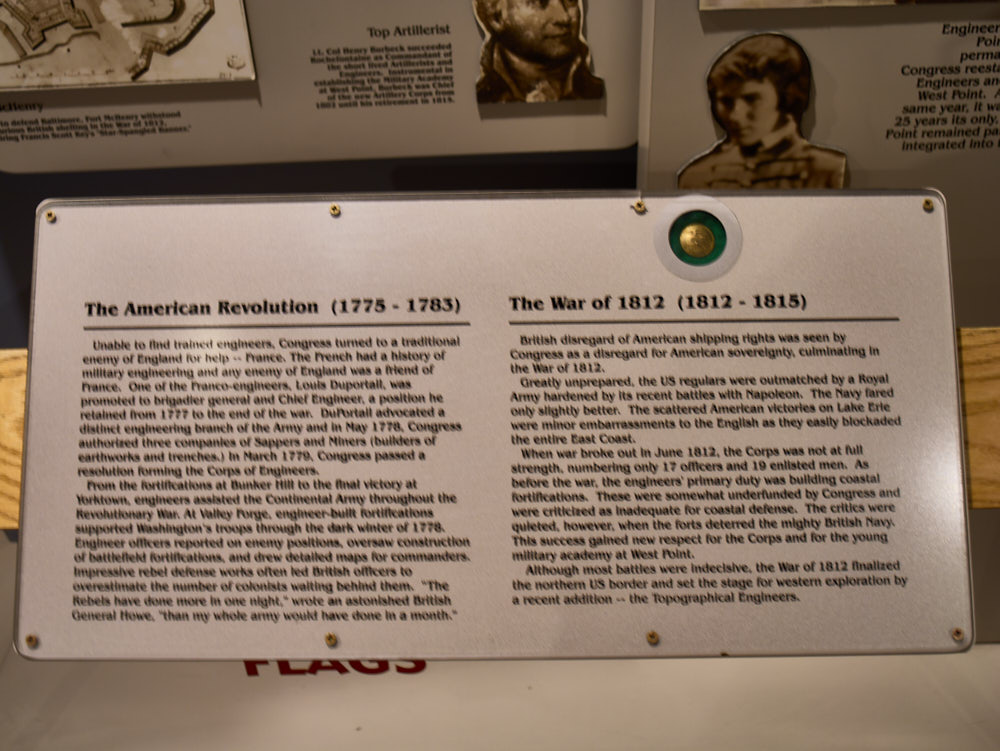 Top Artillerist
Lt. Col Henry Burbeck succeeded
Rochefontaine as Commandant of
the short lived Artillerists and
Engineers. Instrumental in
establishing the Military Academy
at West Point, Burbeck was Chief
of the new Artillery Corps from
1802 until his retirement in 1815.
McHenry
to defend Baltimore, Fort McHenry withstood
British shelling in the War of 1812,
iring Francis Scott Key's "Star-Spangled Banner."
Engineer
Poi
perma
Congress reest
Engineers an
West Point. A
same year, it wa
25 years its only,
Point remained pa
integrated into
The American Revolution (1775 - 1783)
Unable to find trained engineers, Congress turned to a traditional
enemy of England for help -- France. The French had a history of
military engineering and any enemy of England was a friend of
France. One of the Franco-engineers, Louis Duportail, was
promoted to brigadier general and Chief Engineer, a position he
retained from 1777 to the end of the war. DuPortail advocated a
distinct engineering branch of the Army and in May 1778, Congress
authorized three companies of Sappers and Miners (builders of
earthworks and trenches.) In March 1779, Congress passed a
resolution forming the Corps of Engineers.
From the fortifications at Bunker Hill to the final victory at
Yorktown, engineers assisted the Continental Army throughout the
Revolutionary War. At Valley Forge, engineer-built fortifications
supported Washington's troops through the dark winter of 1778.
Engineer officers reported on enemy positions, oversaw construction
of battlefield fortifications, and drew detailed maps for commanders.
Impressive rebel defense works often led British officers to
overestimate the number of colonists waiting behind them. "The
Rebels have done more in one night," wrote an astonished British
General Howe, "than my whole army would have done in a month."
The War of 1812 (1812 - 1815)
British disregard of American shipping rights was seen by
Congress as a disregard for American sovereignty, culminating in
the War of 1812.
Greatly unprepared, the US regulars were outmatched by a Royal
Army hardened by its recent battles with Napoleon. The Navy fared
only slightly better. The scattered American victories on Lake Erie
were minor embarrassments to the English as they easily blockaded
the entire East Coast.
When war broke out in June 1812, the Corps was not at full
strength, numbering only 17 officers and 19 enlisted men. As
before the war, the engineers' primary duty was building coastal
fortifications. These were somewhat underfunded by Congress and
were criticized as inadequate for coastal defense. The critics were
quieted, however, when the forts deterred the mighty British Navy.
This success gained new respect for the Corps and for the young
military academy at West Point.
Although most battles were indecisive, the War of 1812 finalized
the northern US border and set the stage for western exploration by
a recent addition -- the Topographical Engineers.
FLAGS